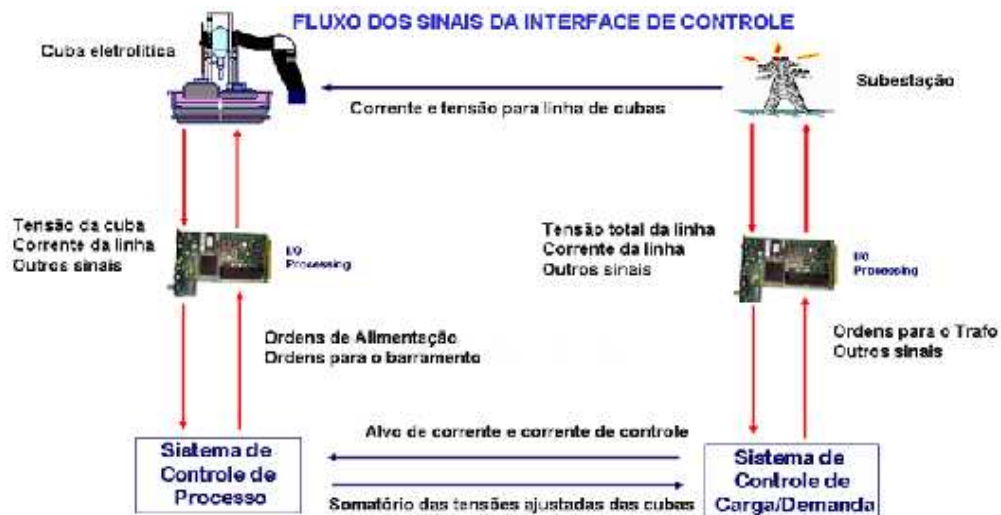 FLUXO DOS SINAIS DA INTERFACE DE CONTROLE
Cuba eletrolítica
Subestação
Corrente e tensão para linha de cubas
Tensão da cuba
Corrente da linha
Outros sinais
I/O
Processing
Tensão total da linha
Corrente da linha
Outros sinais
I/O
Processing
Ordens de Alimentação
Ordens para o barramento
Ordens para o Trafo
Outros sinais
Alvo de corrente e corrente de controle
Sistema de
Controle de
Processo
Sistema de
Controle de
Carga/Demanda
Somatório das tensões ajustadas das cubas